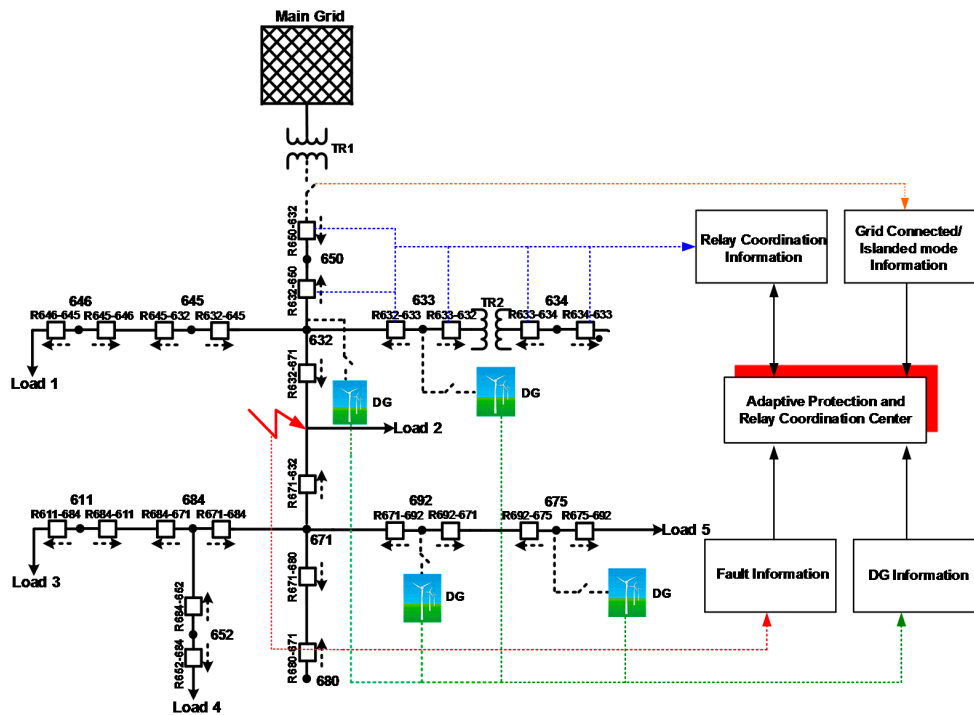 Main Grid
TR1
R650-632
650
R632-650
Relay Coordination
Information
Grid Connected/
Islanded mode
Information
646
645
633
TR2
634
R646-645
R645-646
R645-632
R632-645
632
R632-633
R633-632
R633-634
R634-633
Load 1
R632-671
DG
DG
Adaptive Protection and
Relay Coordination Center
Load 2
R671-632
611
684
692
675
R611-684
R684-611
R684-671
R671-684
671
R671-692
R692-671
R692-675
R675-692
Load 5
Load 3
R671-680
DG
DG
Fault Information
DG Information
R684-652
652
R652-684
R680-671
680
Load 4